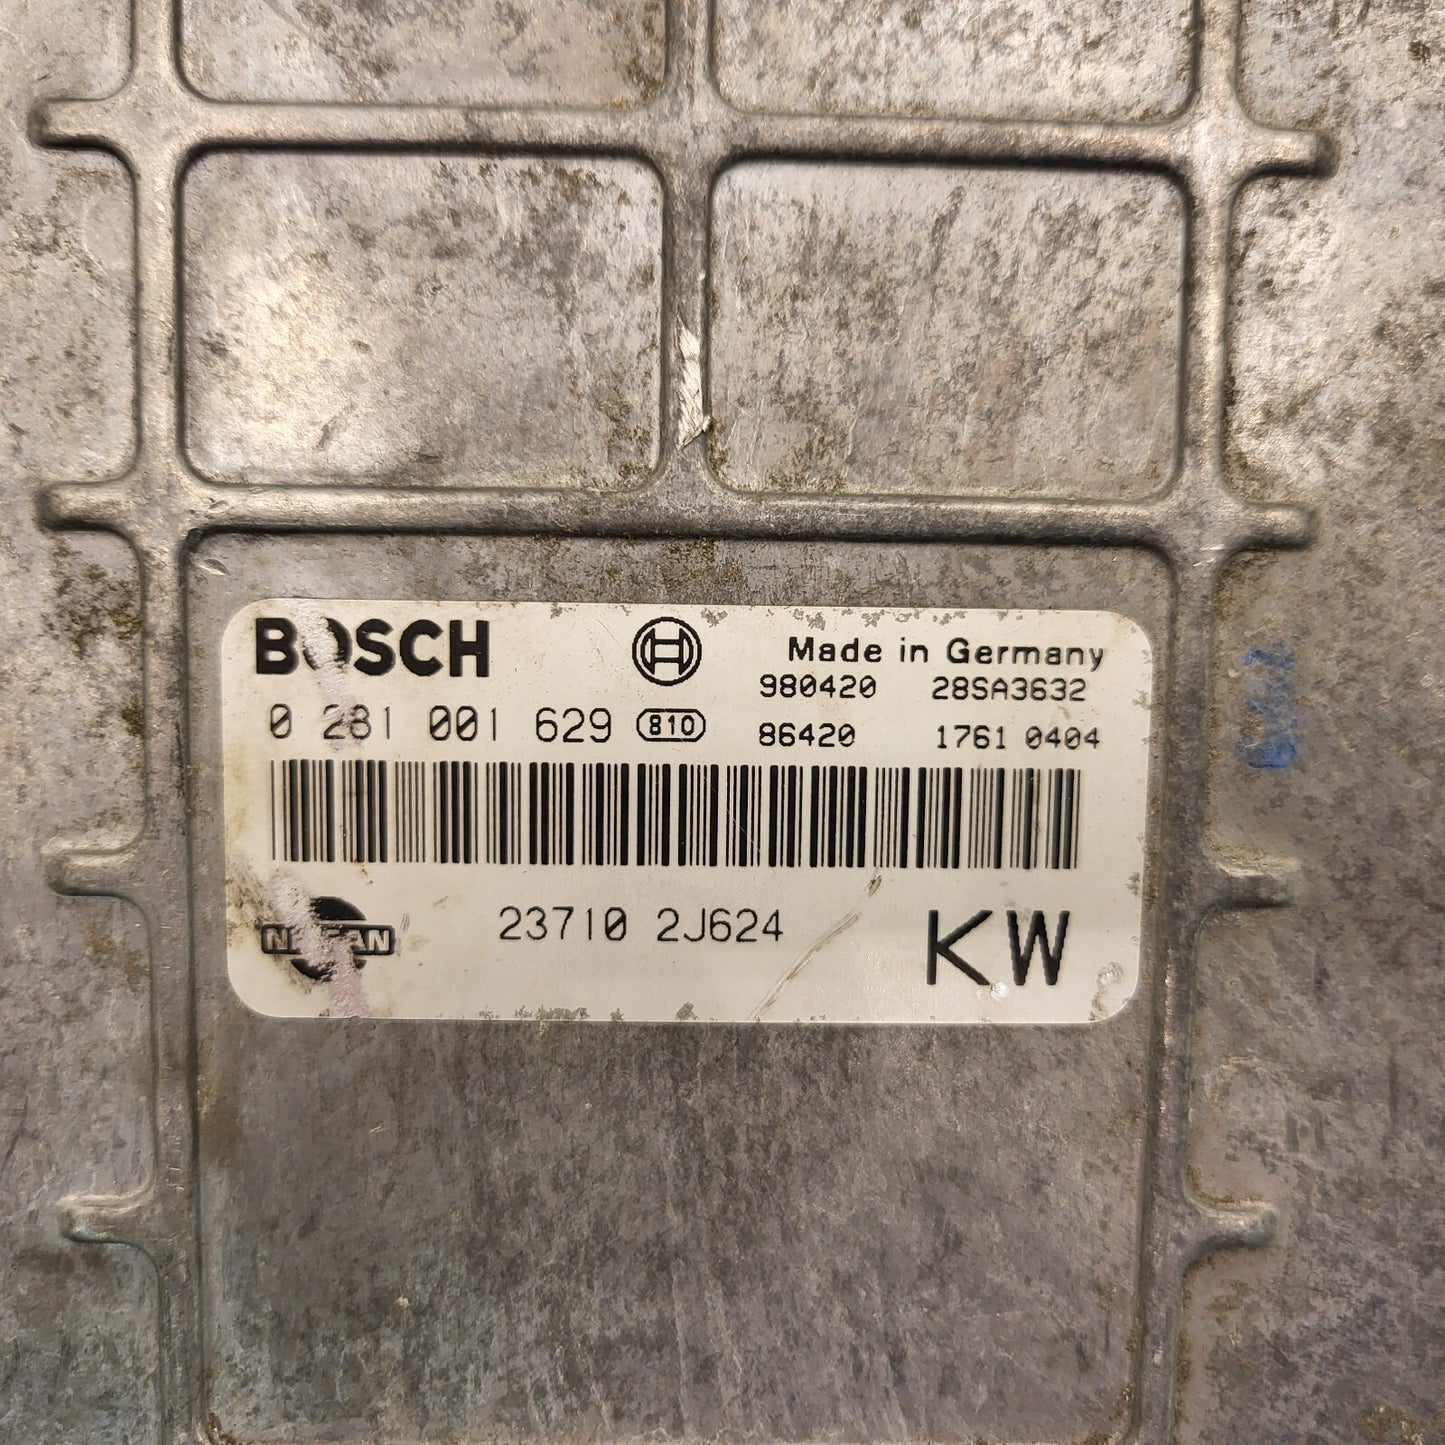 BOSCH
Made in Germany
980420 28SA3632
0 281 001 629 810
86420 1761 0404
NISSAN
23710 2J624 KW